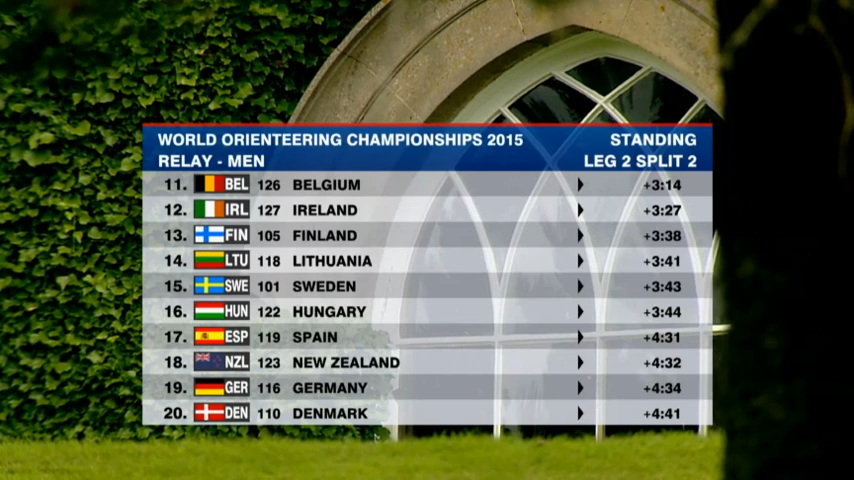 WORLD ORIENTEERING CHAMPIONSHIPS 2015 STANDING
RELAY - MEN LEG 2 SPLIT 2
11. BEL 126 BELGIUM +3:14
12. IRL 127 IRELAND +3:27
13. FIN 105 FINLAND +3:38
14. LTU 118 LITHUANIA +3:41
15. SWE 101 SWEDEN +3:43
16. HUN 122 HUNGARY +3:44
17. ESP 119 SPAIN +4:31
18. NZL 123 NEW ZEALAND +4:32
19. GER 116 GERMANY +4:34
20. DEN 110 DENMARK +4:41